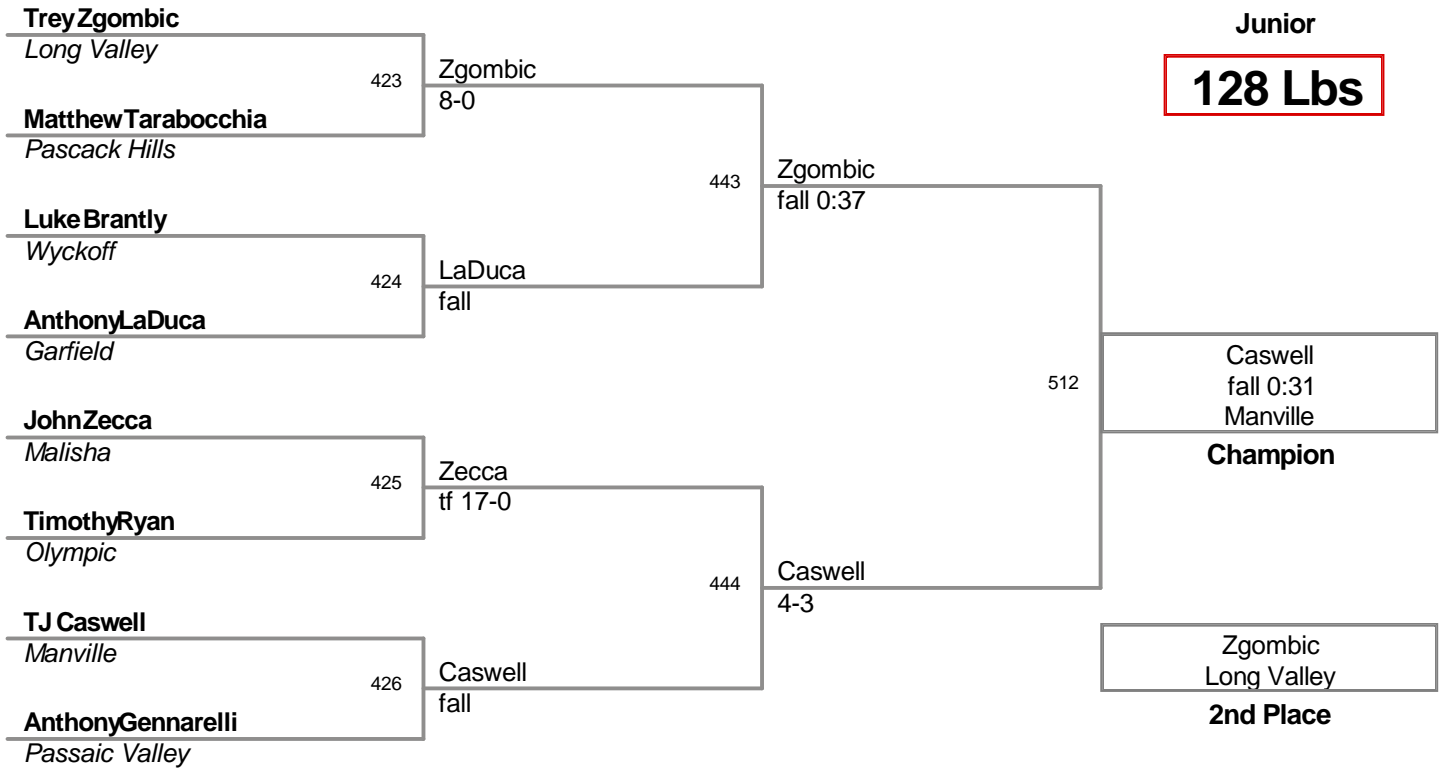 Trey Zgombic
Long Valley
Junior
128 Lbs
423
Zgombic
8-0
Matthew Tarabocchia
Pascack Hills
443
Zgombic
fall 0:37
Luke Brantly
Wyckoff
424
LaDuca
fall
Anthony LaDuca
Garfield
512
Caswell
fall 0:31
Manville
Champion
John Zecca
Malisha
425
Zecca
tf 17-0
Timothy Ryan
Olympic
444
Caswell
4-3
TJ Caswell
Manville
426
Caswell
fall
Anthony Gennarelli
Passaic Valley
Zgombic
Long Valley
2nd Place